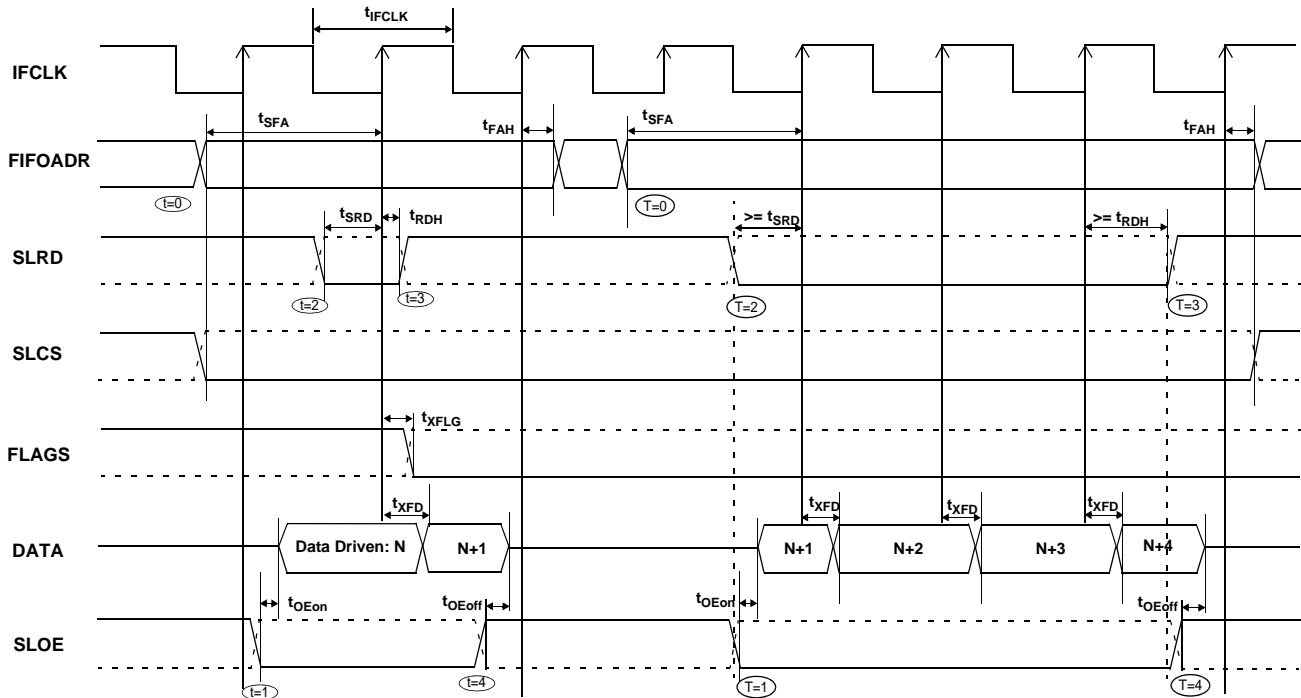 tIFCLK
IFCLK
tSFA
tFAH
tSFA
tFAH
FIFOADR
t=0
T=0
tSRD
tRDH
>= tSRD
>= tRDH
SLRD
t=2
t=3
T=2
T=3
SLCS
tXFLG
FLAGS
tXFD
tXFD
tXFD
tXFD
DATA
Data Driven: N
N+1
N+1
N+2
N+3
N+4
tOEon
tOEoff
tOEon
tOEoff
SLOE
t=1
t=4
T=1
T=4